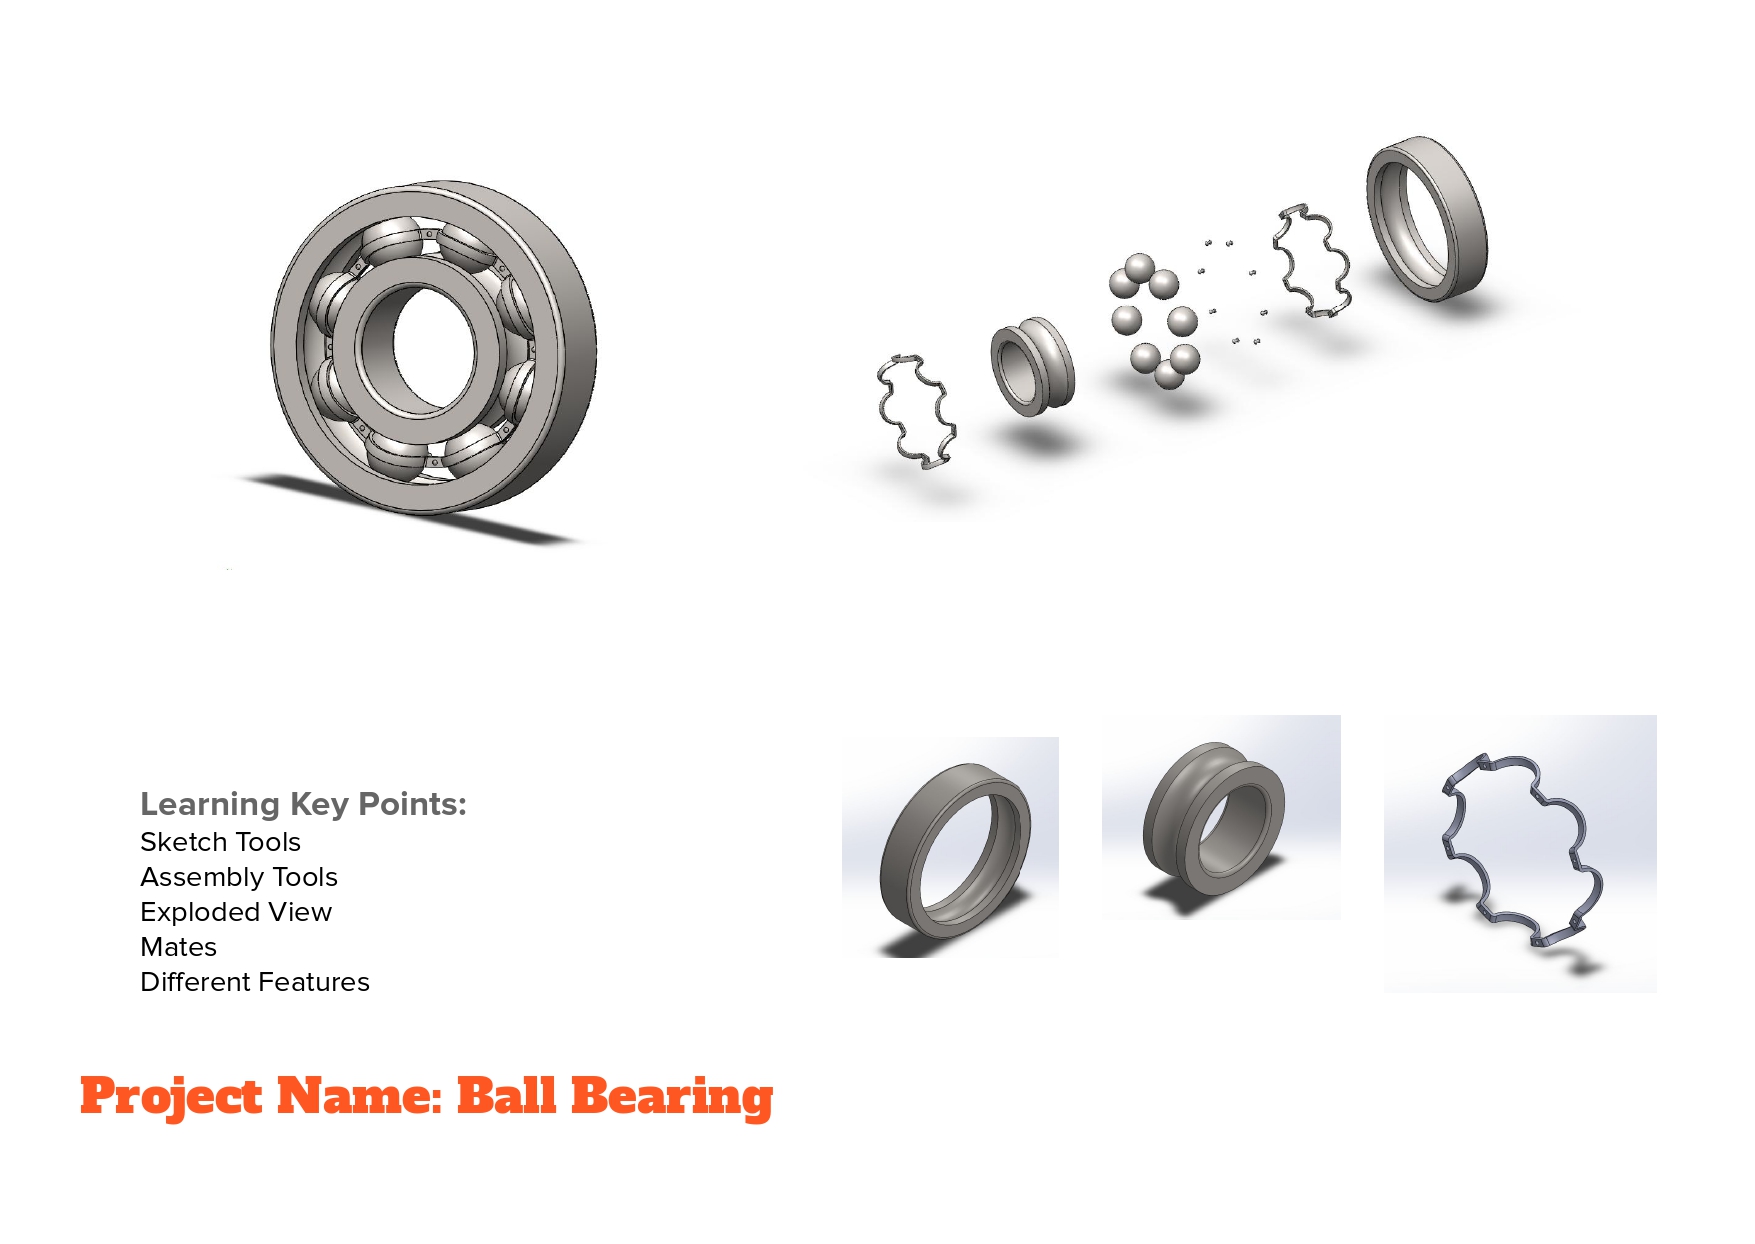 Learning Key Points:
Sketch Tools
Assembly Tools
Exploded View
Mates
Different Features
Project Name: Ball Bearing